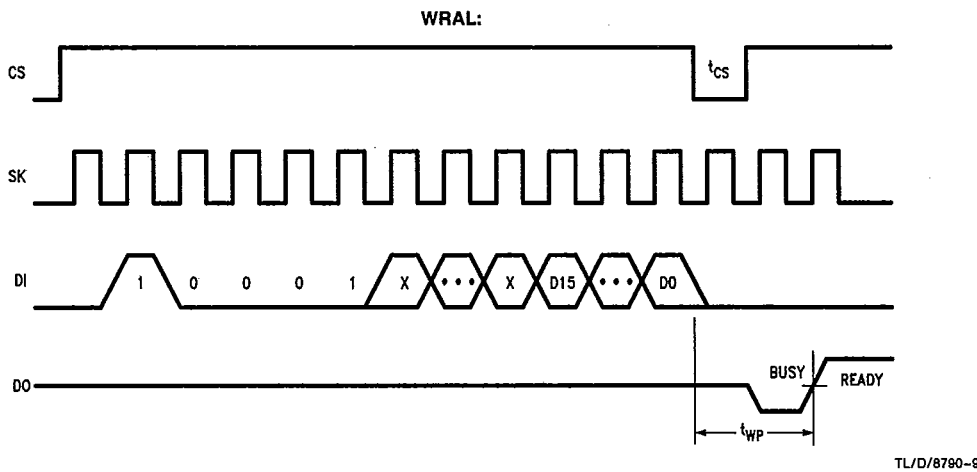 WRAL:
CS
tCS
SK
DI
1 0 0 0 1 X ••• X D15 ••• D0
DO
BUSY
READY
tWP
TL/D/8790-9